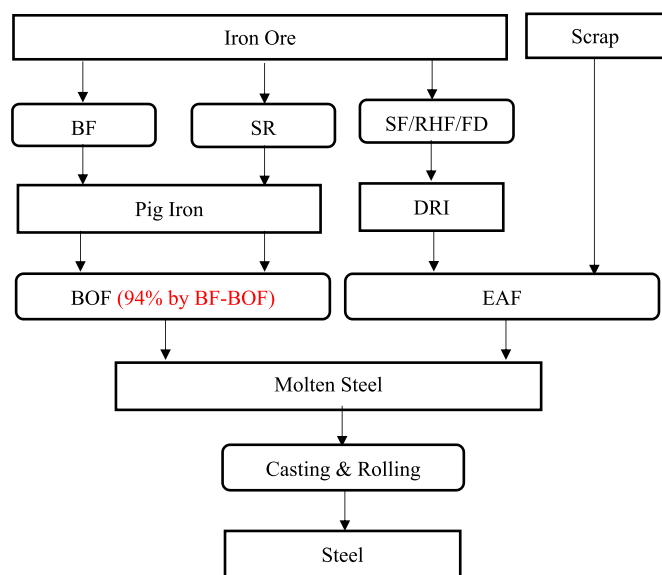 Iron Ore
Scrap
BF
SR
SF/RHF/FD
Pig Iron
DRI
BOF (94% by BF-BOF)
EAF
Molten Steel
Casting & Rolling
Steel